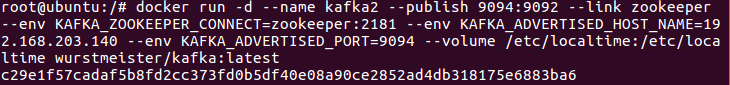 root@ubuntu:/# docker run -d --name kafka2 --publish 9094:9092 --link zookeeper
--env KAFKA_ZOOKEEPER_CONNECT=zookeeper:2181 --env KAFKA_ADVERTISED_HOST_NAME=19
2.168.203.140 --env KAFKA_ADVERTISED_PORT=9094 --volume /etc/localtime:/etc/loca
ltime wurstmeister/kafka:latest
c29e1f57cadaf5b8fd2cc373fd0b5df40e08a90ce2852ad4db318175e6883ba6